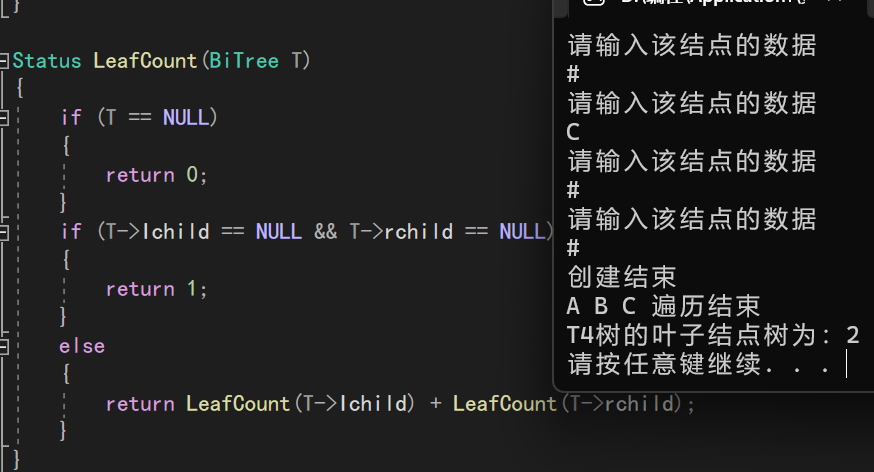 }
Status LeafCount(BiTree T)
{
if (T == NULL)
{
return 0;
}
if (T->lchild == NULL && T->rchild == NULL)
{
return 1;
}
else
{
return LeafCount(T->lchild) + LeafCount(T->rchild);
}
}
请输入该结点的数据
#
请输入该结点的数据
C
请输入该结点的数据
#
请输入该结点的数据
#
创建结束
A B C 遍历结束
T4树的叶子结点树为: 2
请按任意键继续. . .